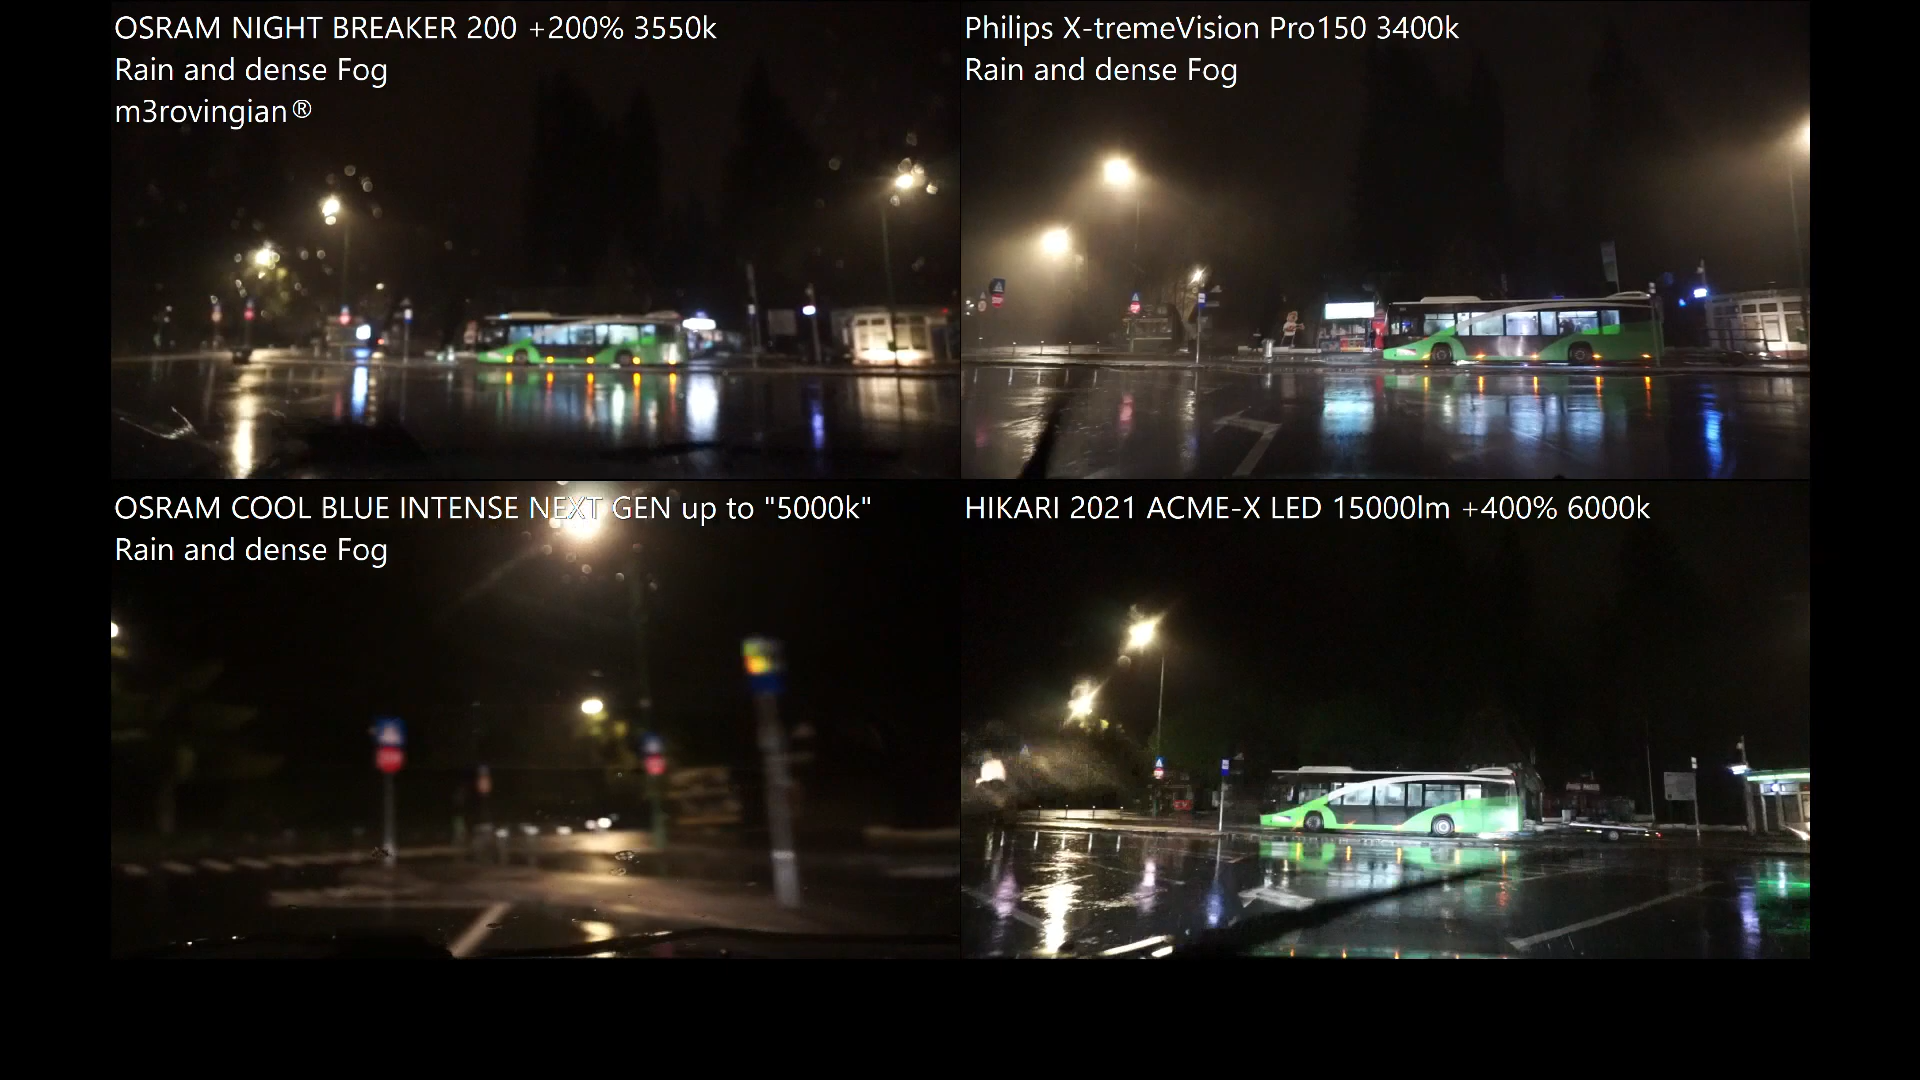 OSRAM NIGHT BREAKER 200 +200% 3550k
Rain and dense Fog
m3rovingian®
Philips X-tremeVision Pro150 3400k
Rain and dense Fog
OSRAM COOL BLUE INTENSE NEXT GEN up to "5000k"
Rain and dense Fog
HIKARI 2021 ACME-X LED 15000lm +400% 6000k